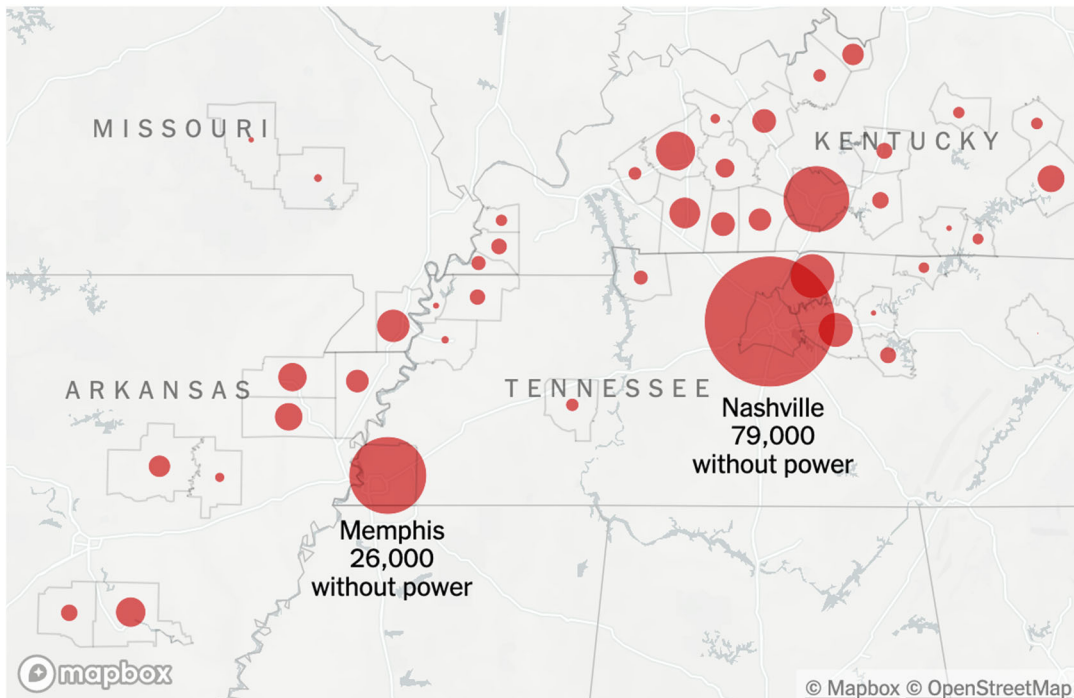 MISSOURI
KENTUCKY
ARKANSAS
TENNESSEE
Nashville
79,000
without power
Memphis
26,000
without power
mapbox
© Mapbox © OpenStreetMap